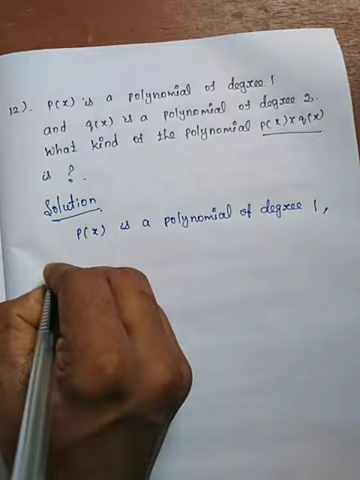 12). P(x) is a polynomial of degree 1
and q(x) is a polynomial of degree 2.
What kind of the polynomial P(x) x q(x)
is ?.
Solution
P(x) is a polynomial of degree 1,